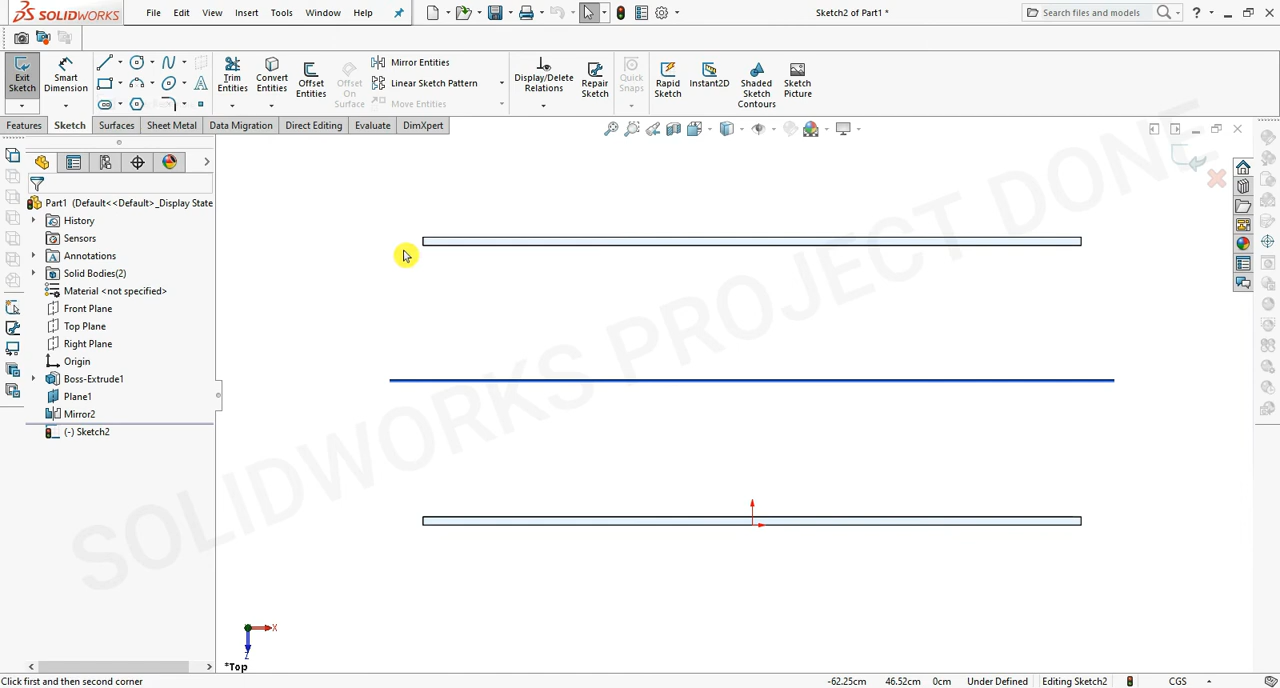 SOLIDWORKS
File Edit View Insert Tools Window Help
Sketch2 of Part1 *
Search files and models
Exit Sketch
Smart Dimension
Trim Entities
Convert Entities
Offset Entities
Offset On Surface
Mirror Entities
Linear Sketch Pattern
Move Entities
Display/Delete Relations
Repair Sketch
Quick Snaps
Rapid Sketch
Instant2D
Shaded Sketch Contours
Sketch Picture
Features Sketch Surfaces Sheet Metal Data Migration Direct Editing Evaluate DimXpert
Part1 (Default<<Default>_Display State
History
Sensors
Annotations
Solid Bodies(2)
Material <not specified>
Front Plane
Top Plane
Right Plane
Origin
Boss-Extrude1
Plane1
Mirror2
(-) Sketch2
SOLIDWORKS PROJECT DONE
X
Z
*Top
Click first and then second corner
-62.25cm 46.52cm 0cm Under Defined Editing Sketch2 CGS